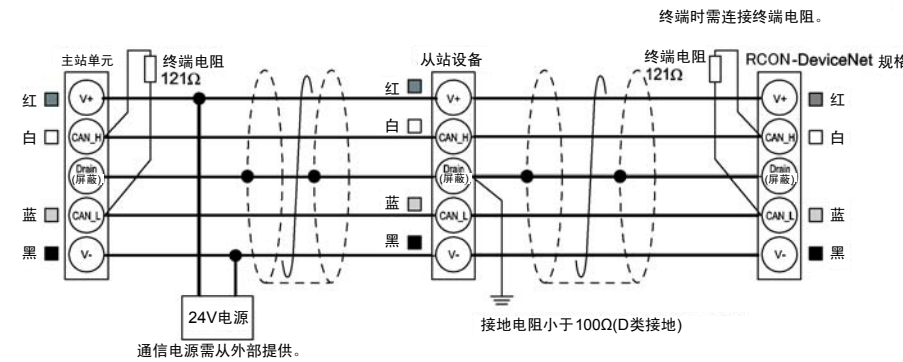 终端时需连接终端电阻。
主站单元
终端电阻
121Ω
从站设备
终端电阻
121Ω
RCON-DeviceNet 规格
红
V+
红
V+
V+
红
白
CAN_H
白
CAN_H
CAN_H
白
Drain
(屏蔽)
Drain
(屏蔽)
Drain
(屏蔽)
蓝
CAN_L
蓝
CAN_L
CAN_L
蓝
黑
V-
黑
V-
V-
黑
24V电源
接地电阻小于100Ω(D类接地)
通信电源需从外部提供。